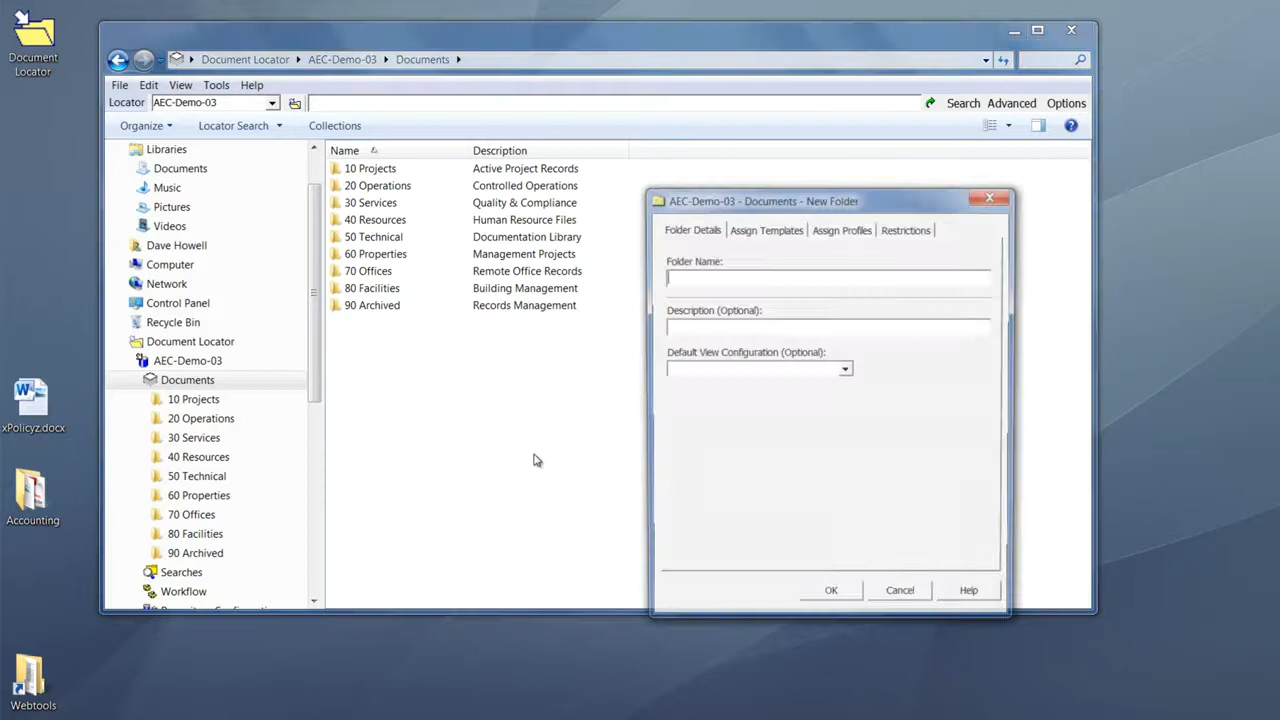 Document
Locator
xPolicyz.docx
Accounting
Webtools
Document Locator
AEC-Demo-03
Documents
File Edit View Tools Help
Locator AEC-Demo-03 Search Advanced Options
Organize Locator Search Collections
Libraries
Documents
Music
Pictures
Videos
Dave Howell
Computer
Network
Control Panel
Recycle Bin
Document Locator
AEC-Demo-03
Documents
10 Projects
20 Operations
30 Services
40 Resources
50 Technical
60 Properties
70 Offices
80 Facilities
90 Archived
Searches
Workflow
Name Description
10 Projects Active Project Records
20 Operations Controlled Operations
30 Services Quality & Compliance
40 Resources Human Resource Files
50 Technical Documentation Library
60 Properties Management Projects
70 Offices Remote Office Records
80 Facilities Building Management
90 Archived Records Management
AEC-Demo-03 - Documents - New Folder
Folder Details Assign Templates Assign Profiles Restrictions
Folder Name:
Description (Optional):
Default View Configuration (Optional):
OK Cancel Help